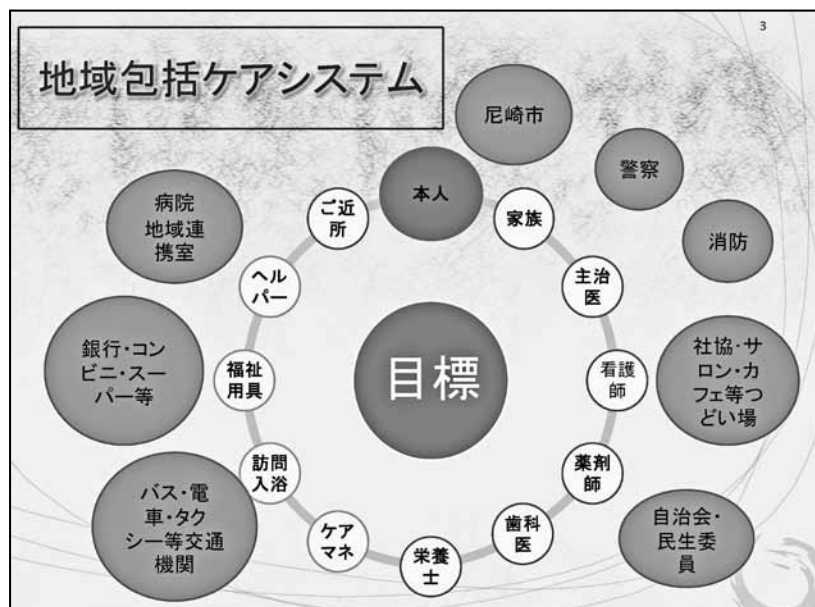 3
地域包括ケアシステム
尼崎市
警察
消防
社協・サ
ロン・カ
フェ等つ
どい場
自治会・
民生委
員
病院
地域連
携室
銀行・コン
ビニ・スー
パー等
バス・電
車・タク
シー等交通
機関
本人
家族
主治
医
看護
師
薬剤
師
歯科
医
栄養
士
ケア
マネ
訪問
入浴
福祉
用具
ヘル
パー
ご近
所
目標